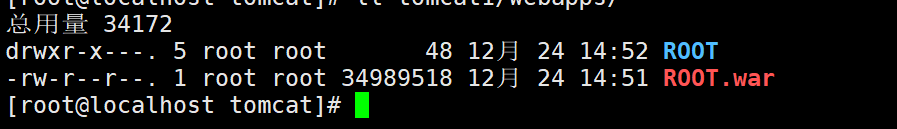 [root@localhost tomcat]# ll tomcat1/webapps/
总用量 34172
drwxr-x---. 5 root root       48 12月 24 14:52 ROOT
-rw-r--r--. 1 root root 34989518 12月 24 14:51 ROOT.war
[root@localhost tomcat]#